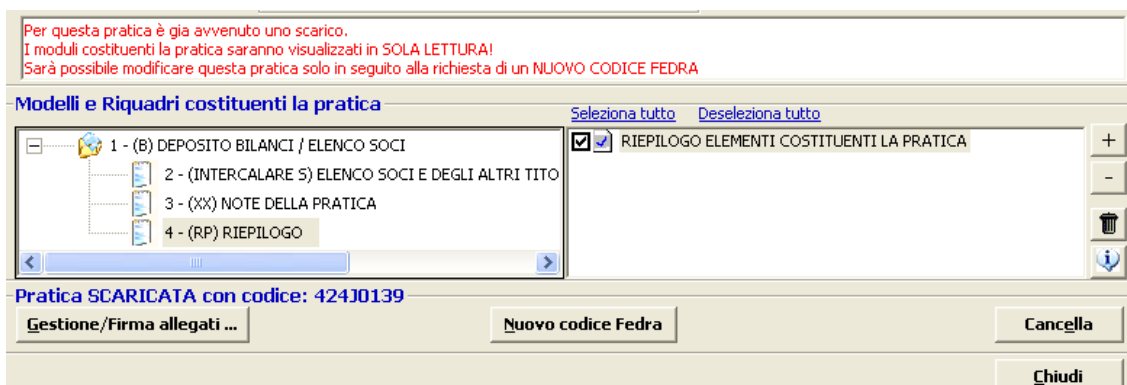 Per questa pratica è gia avvenuto uno scarico.
I moduli costituenti la pratica saranno visualizzati in SOLA LETTURA!
Sarà possibile modificare questa pratica solo in seguito alla richiesta di un NUOVO CODICE FEDRA
Modelli e Riquadri costituenti la pratica
Seleziona tutto Deseleziona tutto
1 - (B) DEPOSITO BILANCI / ELENCO SOCI
2 - (INTERCALARE S) ELENCO SOCI E DEGLI ALTRI TITO
3 - (XX) NOTE DELLA PRATICA
4 - (RP) RIEPILOGO
RIEPILOGO ELEMENTI COSTITUENTI LA PRATICA
Pratica SCARICATA con codice: 424J0139
Gestione/Firma allegati ...
Nuovo codice Fedra
Cancella
Chiudi